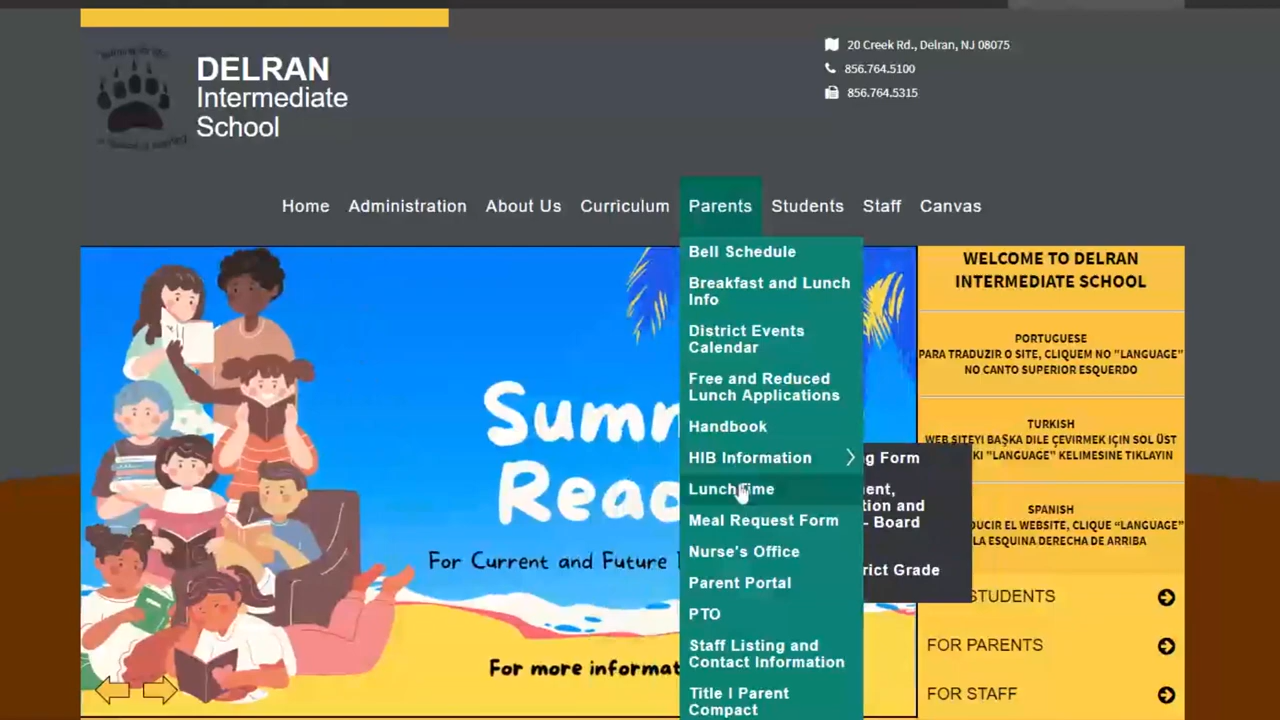 DELRAN
Intermediate
School
20 Creek Rd., Delran, NJ 08075
856.764.5100
856.764.5315
Home Administration About Us Curriculum Parents Students Staff Canvas
Bell Schedule
Breakfast and Lunch
Info
District Events
Calendar
Free and Reduced
Lunch Applications
Handbook
HIB Information
LunchTime
Meal Request Form
Nurse's Office
Parent Portal
PTO
Staff Listing and
Contact Information
Title I Parent
Compact
g Form
ent,
tion and
- Board
rict Grade
Summ
Read
For Current and Future
For more informat
WELCOME TO DELRAN
INTERMEDIATE SCHOOL
PORTUGUESE
PARA TRADUZIR O SITE, CLIQUEM NO "LANGUAGE"
NO CANTO SUPERIOR ESQUERDO
TURKISH
WEB SITEYI BAŞKA DILE ÇEVIRMEK IÇIN SOL ÜST
KI "LANGUAGE" KELIMESINE TIKLAYIN
SPANISH
DUCIR EL WEBSITE, CLIQUE “LANGUAGE”
LA ESQUINA DERECHA DE ARRIBA
STUDENTS
FOR PARENTS
FOR STAFF